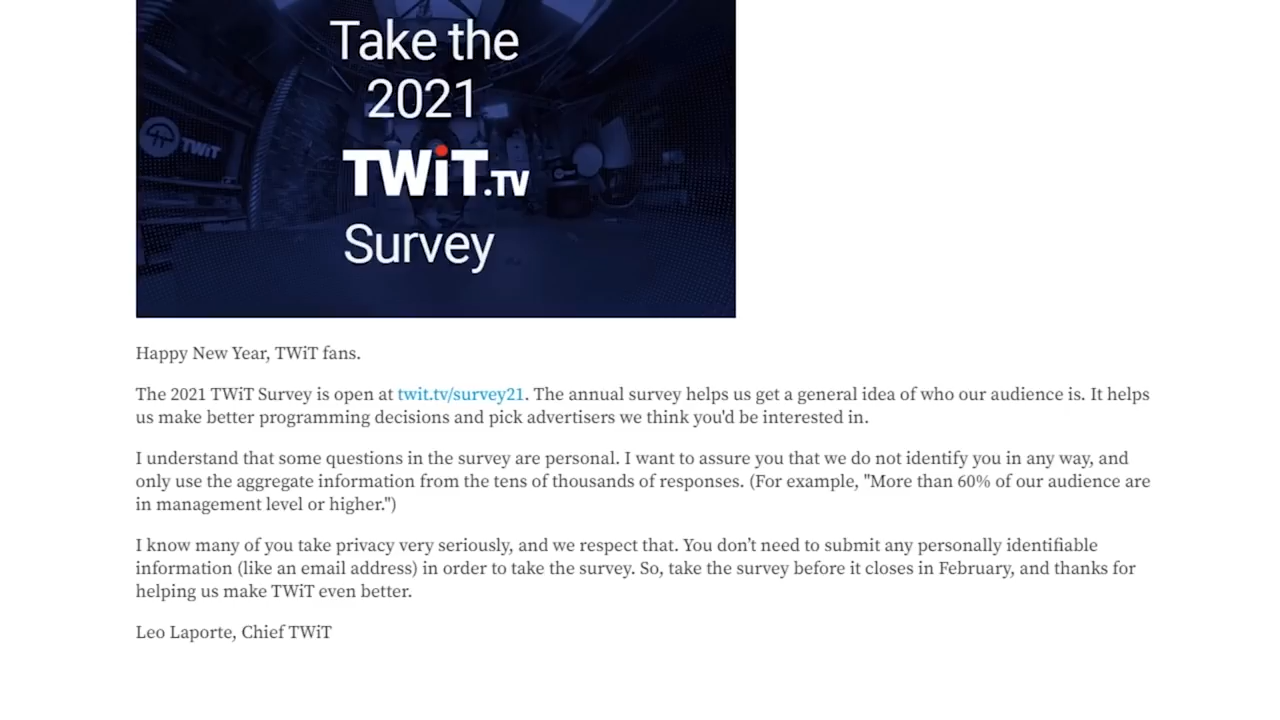 Take the
2021
TWiT
TWiT.TV
Survey
Happy New Year, TWiT fans.
The 2021 TWiT Survey is open at twit.tv/survey21. The annual survey helps us get a general idea of who our audience is. It helps
us make better programming decisions and pick advertisers we think you'd be interested in.
I understand that some questions in the survey are personal. I want to assure you that we do not identify you in any way, and
only use the aggregate information from the tens of thousands of responses. (For example, "More than 60% of our audience are
in management level or higher.")
I know many of you take privacy very seriously, and we respect that. You don’t need to submit any personally identifiable
information (like an email address) in order to take the survey. So, take the survey before it closes in February, and thanks for
helping us make TWiT even better.
Leo Laporte, Chief TWiT